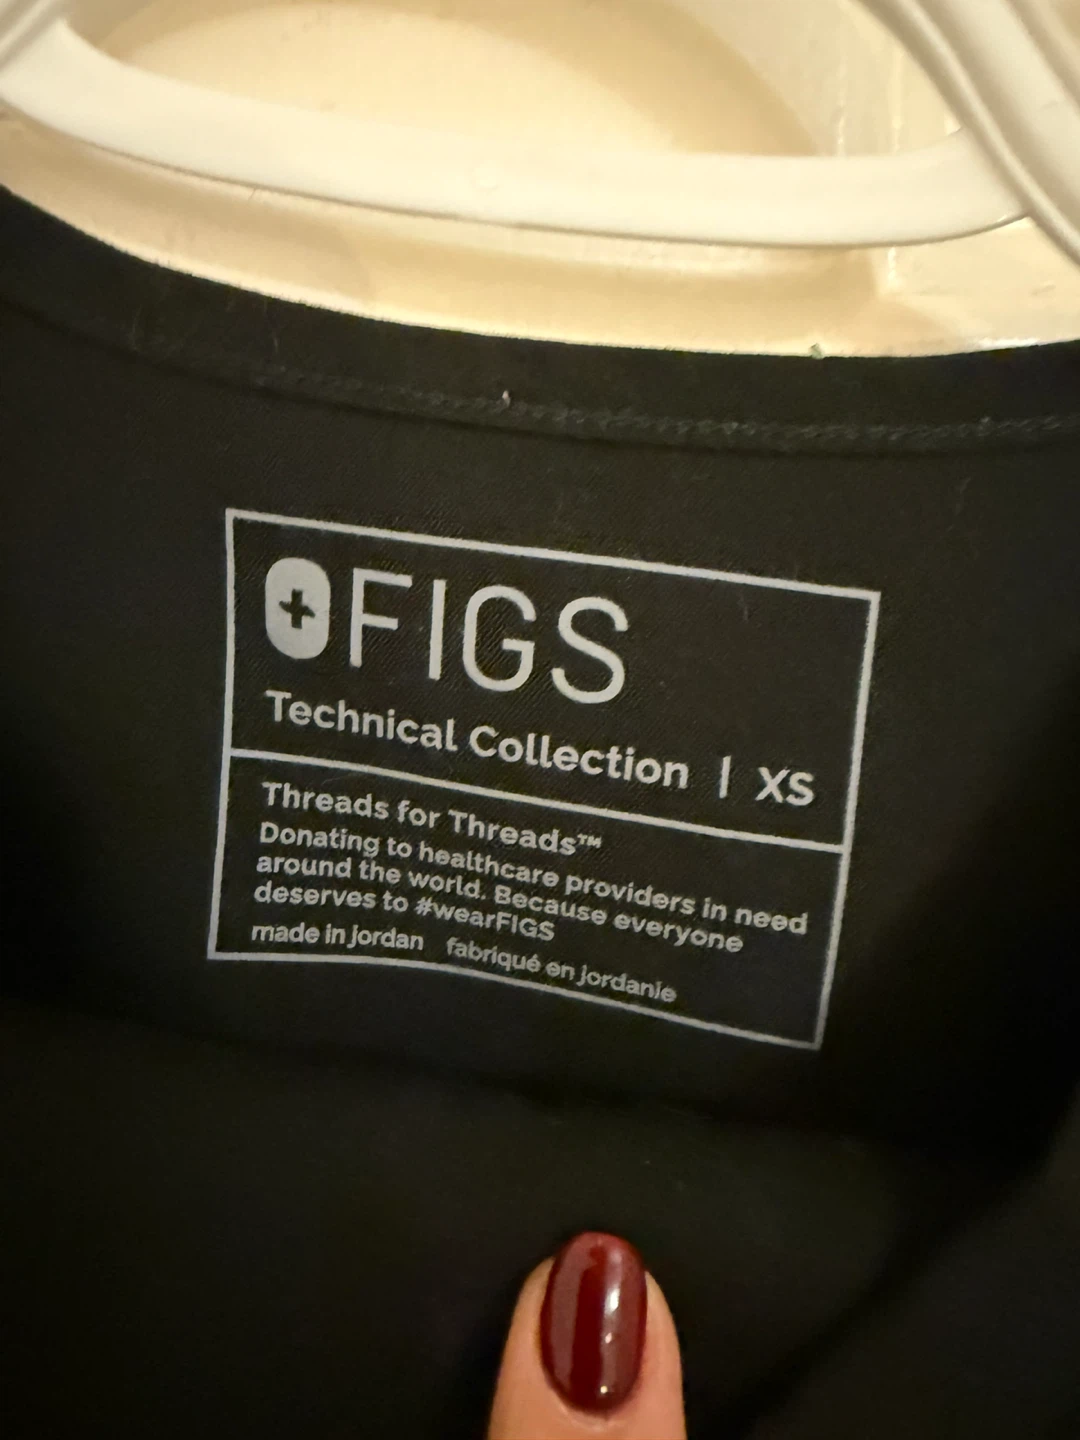 FIGS
Technical Collection | XS
Threads for Threads™
Donating to healthcare providers in need
around the world. Because everyone
deserves to #wearFIGS
made in jordan fabriqué en jordanie